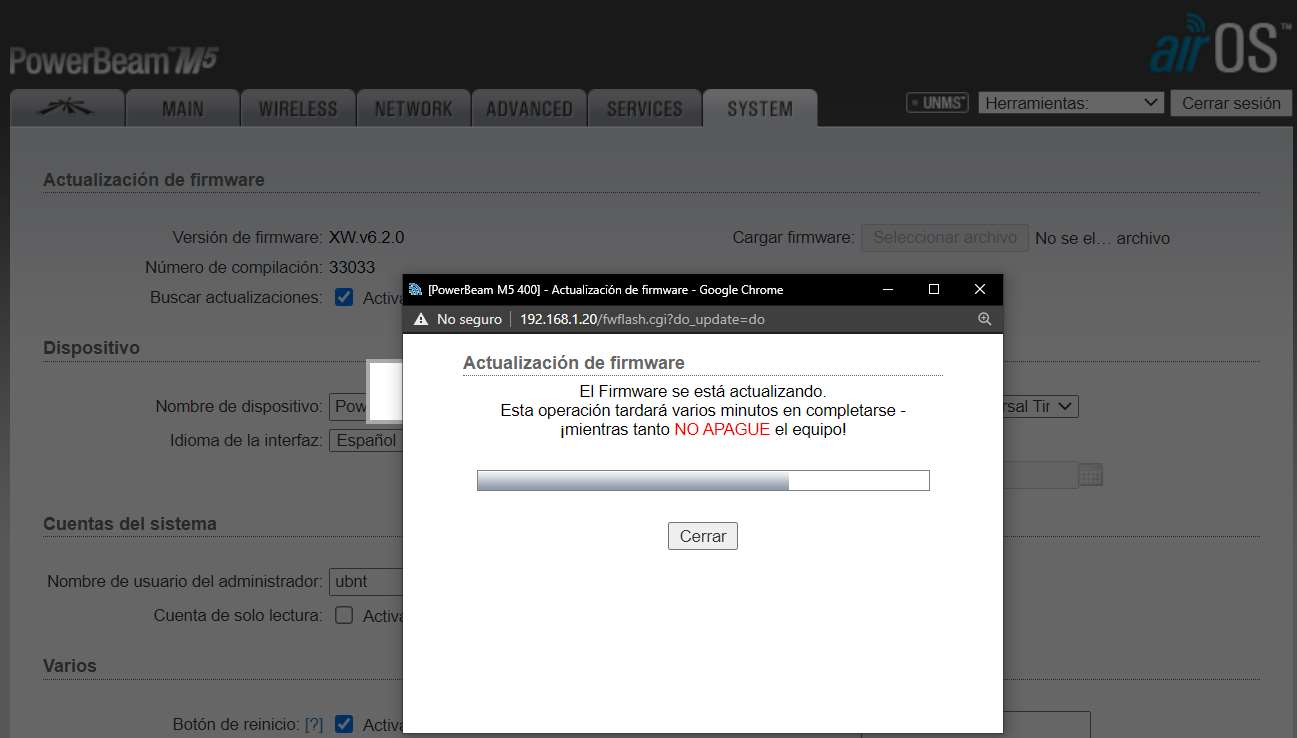 PowerBeam™M5
airOS™
MAIN
WIRELESS
NETWORK
ADVANCED
SERVICES
SYSTEM
UNMS™
Herramientas:
Cerrar sesión
Actualización de firmware
Versión de firmware: XW.v6.2.0
Cargar firmware: Seleccionar archivo No se el… archivo
Número de compilación: 33033
Buscar actualizaciones: Activa
[PowerBeam M5 400] - Actualización de firmware - Google Chrome
No seguro 192.168.1.20/fwflash.cgi?do_update=do
Actualización de firmware
El Firmware se está actualizando.
Esta operación tardará varios minutos en completarse -
¡mientras tanto NO APAGUE el equipo!
Cerrar
Dispositivo
Nombre de dispositivo: Pow
rsal Tir
Idioma de la interfaz: Español
Cuentas del sistema
Nombre de usuario del administrador: ubnt
Cuenta de solo lectura: Activa
Varios
Botón de reinicio: [?] Activa